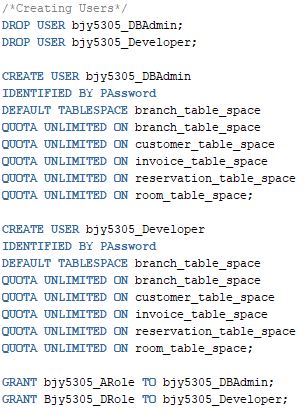 /*Creating Users*/
DROP USER bjy5305_DBAdmin;
DROP USER bjy5305_Developer;
CREATE USER bjy5305_DBAdmin
IDENTIFIED BY PAssword
DEFAULT TABLESPACE branch_table_space
QUOTA UNLIMITED ON branch_table_space
QUOTA UNLIMITED ON customer_table_space
QUOTA UNLIMITED ON invoice_table_space
QUOTA UNLIMITED ON reservation_table_space
QUOTA UNLIMITED ON room_table_space;
CREATE USER bjy5305_Developer
IDENTIFIED BY PAssword
DEFAULT TABLESPACE branch_table_space
QUOTA UNLIMITED ON branch_table_space
QUOTA UNLIMITED ON customer_table_space
QUOTA UNLIMITED ON invoice_table_space
QUOTA UNLIMITED ON reservation_table_space
QUOTA UNLIMITED ON room_table_space;
GRANT bjy5305_ARole TO bjy5305_DBAdmin;
GRANT Bjy5305_DRole TO bjy5305_Developer;